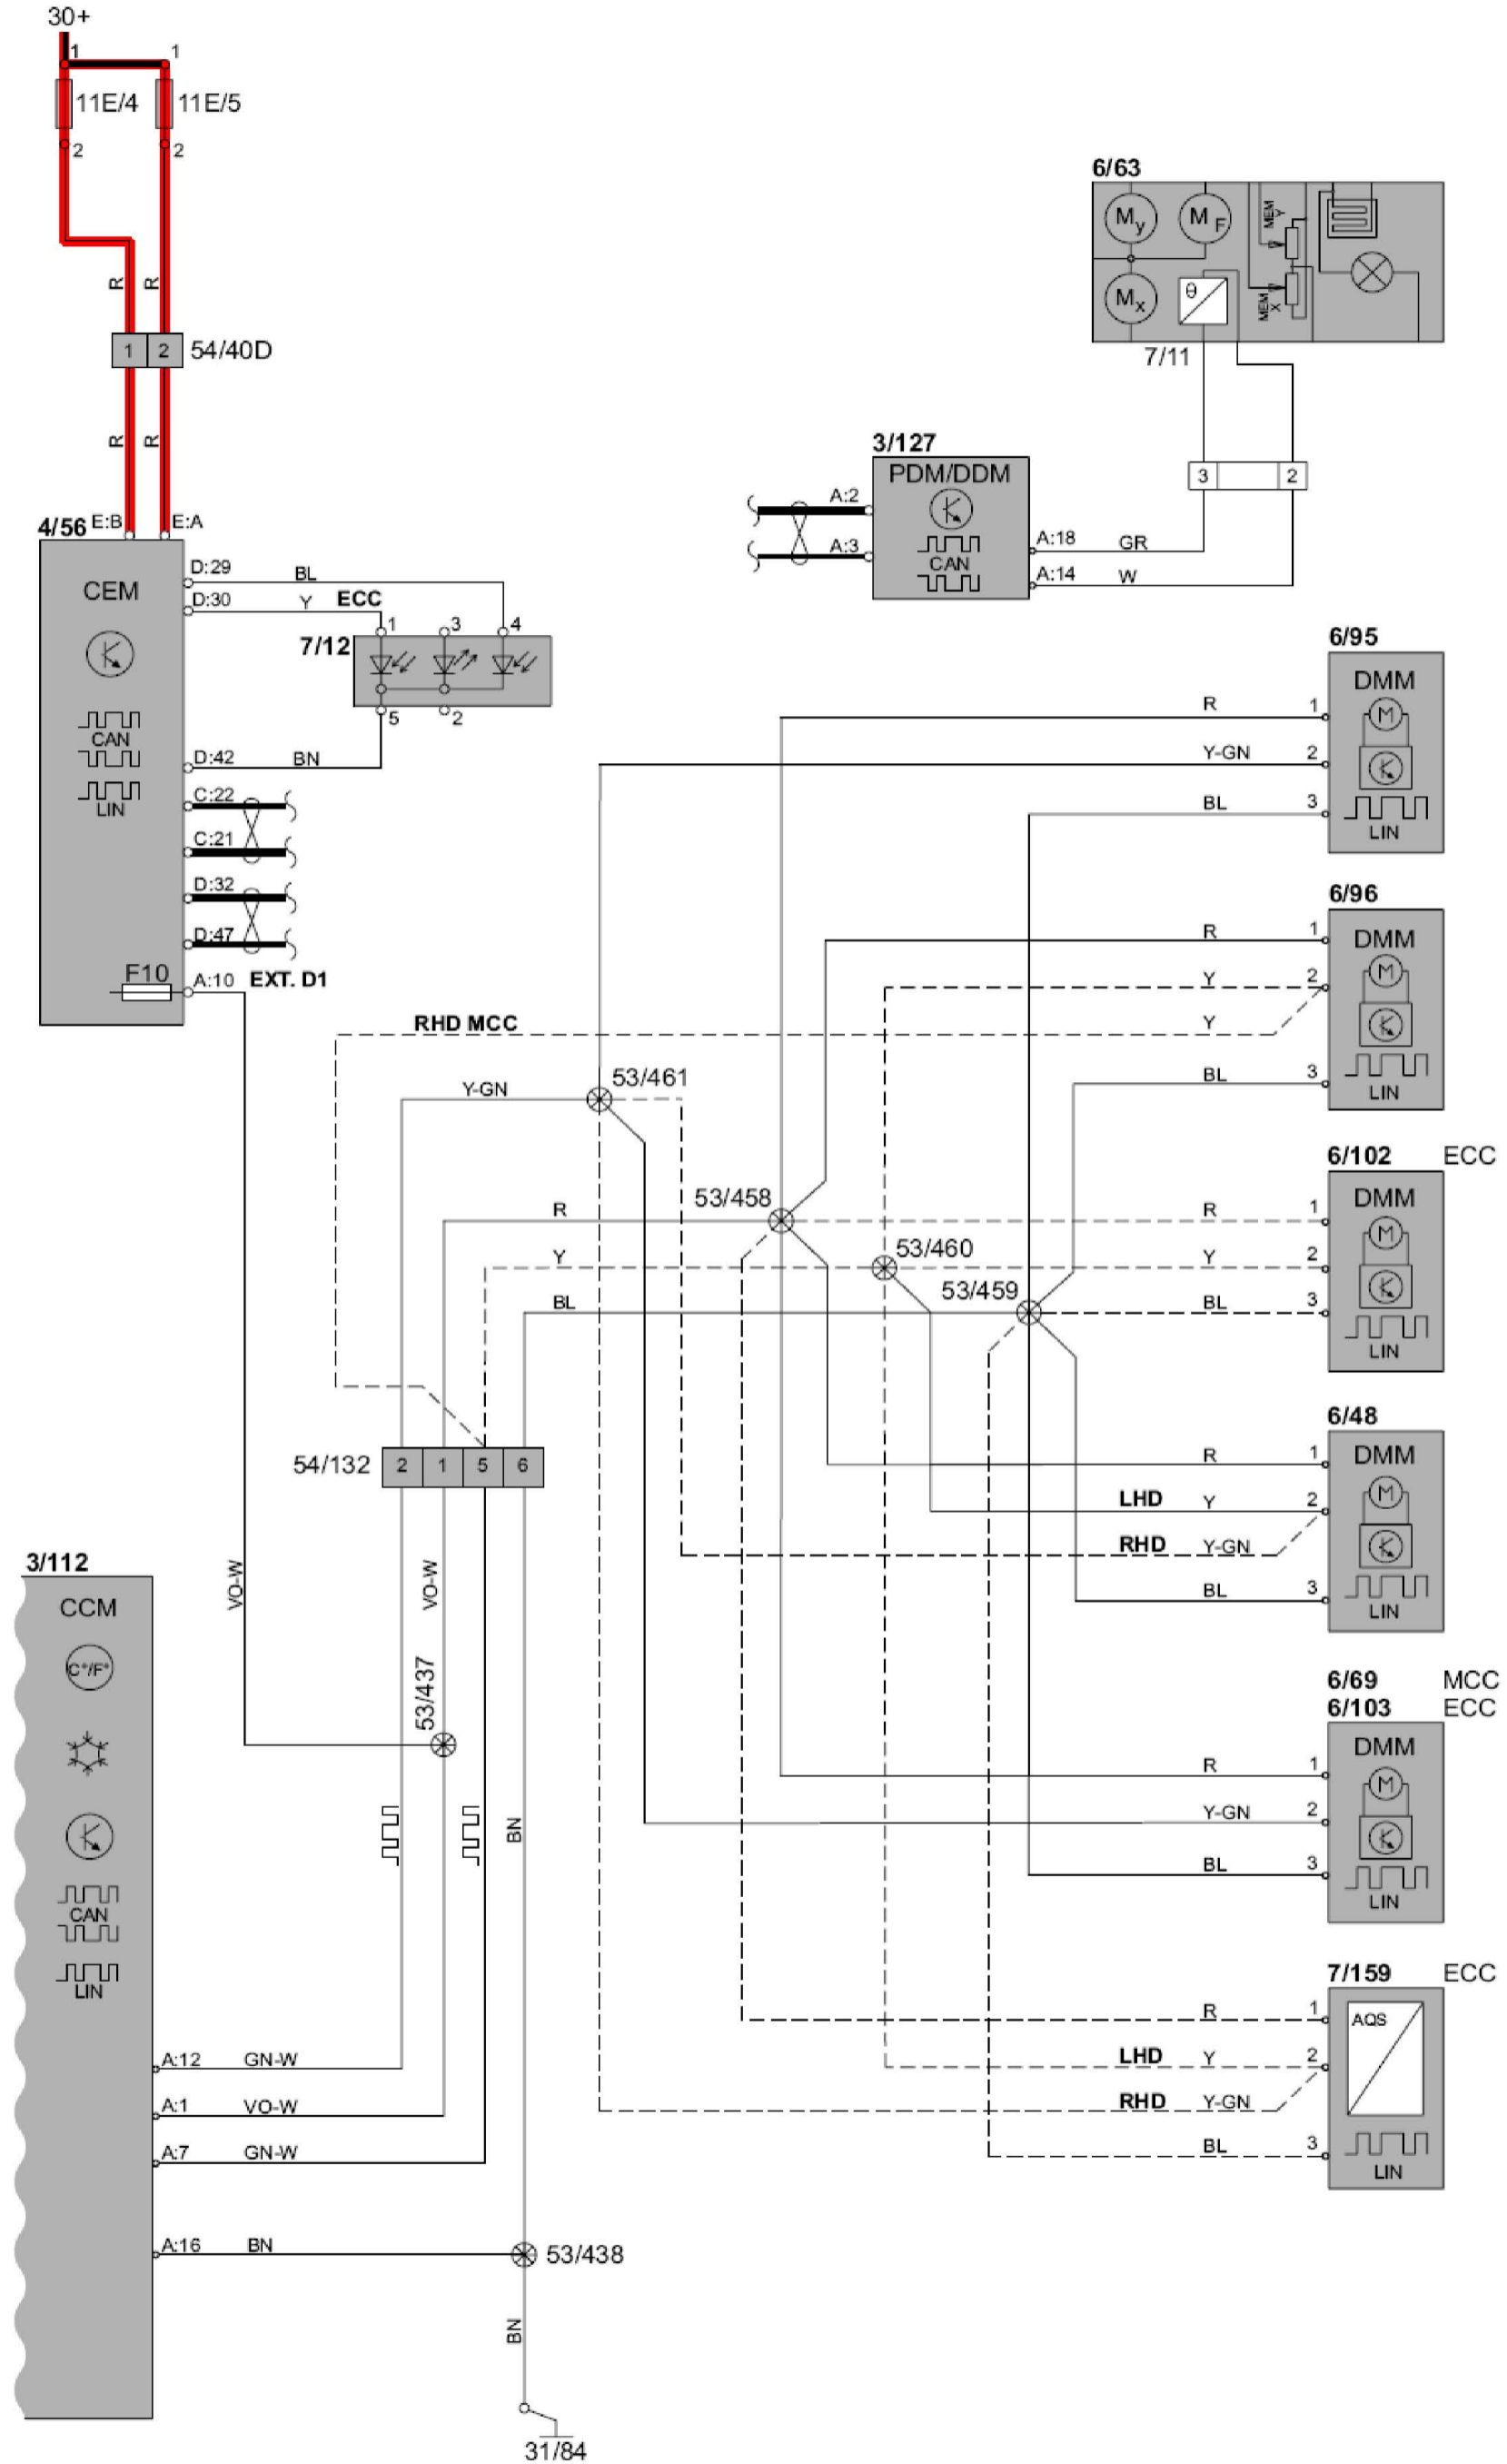 30+
1
1
11E/4
11E/5
2
2
R
R
1
2
54/40D
R
R
6/63
My
MF
MEM Y
Mx
θ
MEM X
7/11
3
2
3/127
PDM/DDM
A:2
A:3
CAN
A:18
GR
A:14
W
4/56
E:B
E:A
CEM
D:29
BL
D:30
Y
ECC
1
3
4
7/12
5
2
CAN
D:42
BN
LIN
C:22
C:21
D:32
D:47
F10
A:10
EXT. D1
6/95
DMM
R
1
M
Y-GN
2
BL
3
LIN
6/96
DMM
R
1
M
Y
2
RHD MCC
Y
BL
3
LIN
Y-GN
53/461
6/102
ECC
DMM
53/458
R
R
1
M
53/460
Y
Y
2
53/459
BL
BL
3
LIN
6/48
DMM
R
1
M
LHD
Y
2
RHD
Y-GN
BL
3
LIN
54/132
2
1
5
6
3/112
CCM
C°/F°
VO-W
VO-W
53/437
BN
6/69
MCC
6/103
ECC
DMM
R
1
M
Y-GN
2
BL
3
LIN
CAN
LIN
7/159
ECC
AQS
R
1
LHD
Y
2
RHD
Y-GN
BL
3
LIN
A:12
GN-W
A:1
VO-W
A:7
GN-W
A:16
BN
53/438
BN
31/84